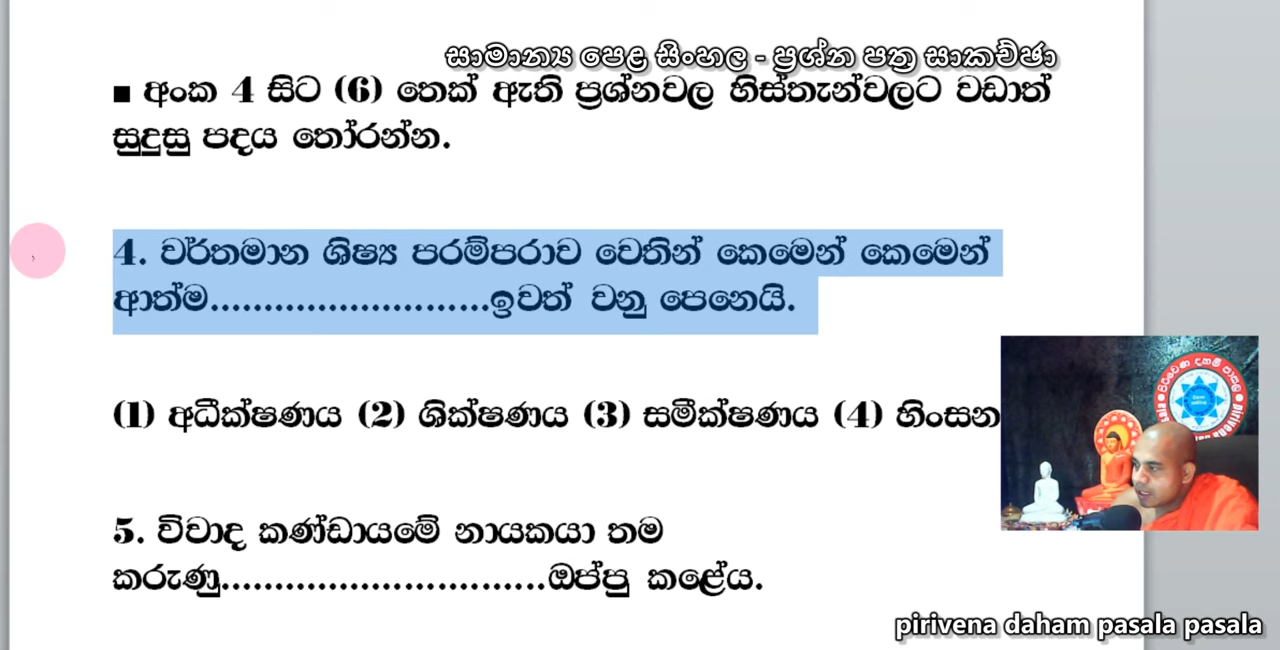 සාමාන්‍ය පෙළ සිංහල - ප්‍රශ්න පත්‍ර සාකච්ඡා
■ අංක 4 සිට (6) තෙක් ඇති ප්‍රශ්නවල හිස්තැන්වලට වඩාත්
සුදුසු පදය තෝරන්න.
4. වර්තමාන ශිෂ්‍ය පරම්පරාව වෙතින් කෙමෙන් කෙමෙන්
ආත්ම..........................ඉවත් වනු පෙනෙයි.
(1) අධීක්ෂණය (2) ශික්ෂණය (3) සමීක්ෂණය (4) හිංසන
5. විවාද කණ්ඩායමේ නායකයා තම
කරුණු..............................ඔප්පු කළේය.
pirivena daham pasala pasala